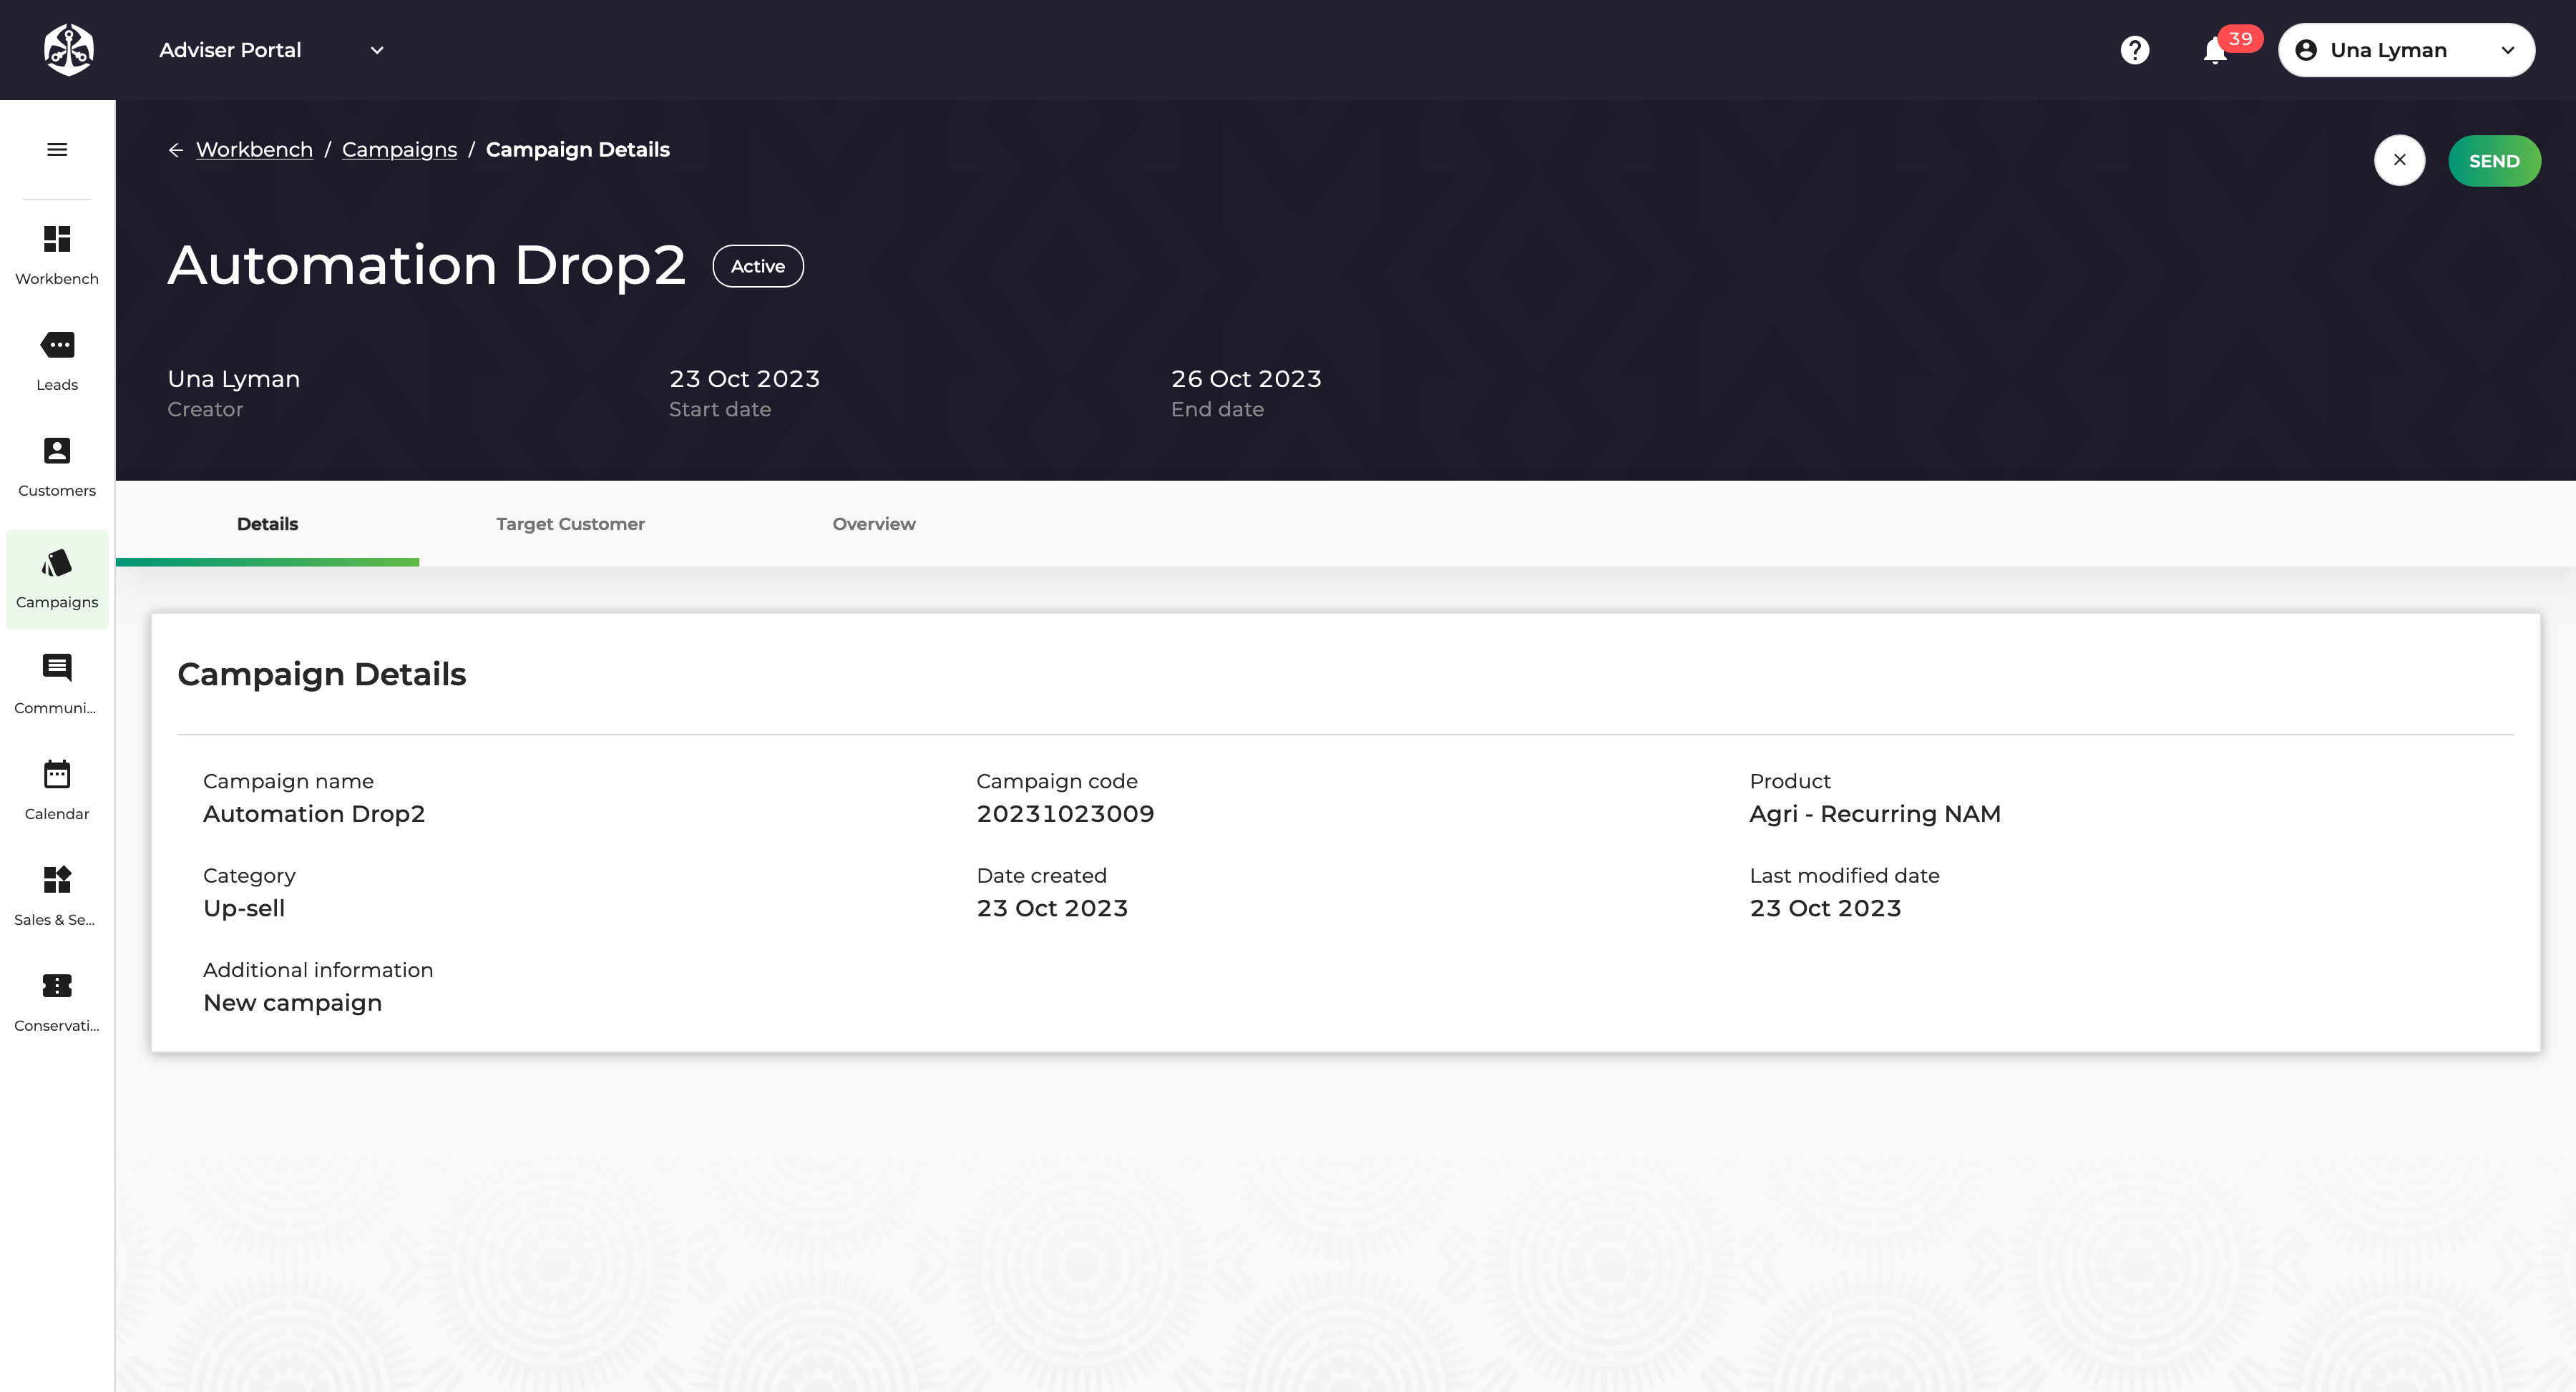 Adviser Portal
39
Una Lyman
Workbench / Campaigns / Campaign Details
SEND
Automation Drop2
Active
Una Lyman
Creator
23 Oct 2023
Start date
26 Oct 2023
End date
Workbench
Leads
Customers
Campaigns
Communi...
Calendar
Sales & Se...
Conservati...
Details
Target Customer
Overview
Campaign Details
Campaign name
Automation Drop2
Campaign code
20231023009
Product
Agri - Recurring NAM
Category
Up-sell
Date created
23 Oct 2023
Last modified date
23 Oct 2023
Additional information
New campaign